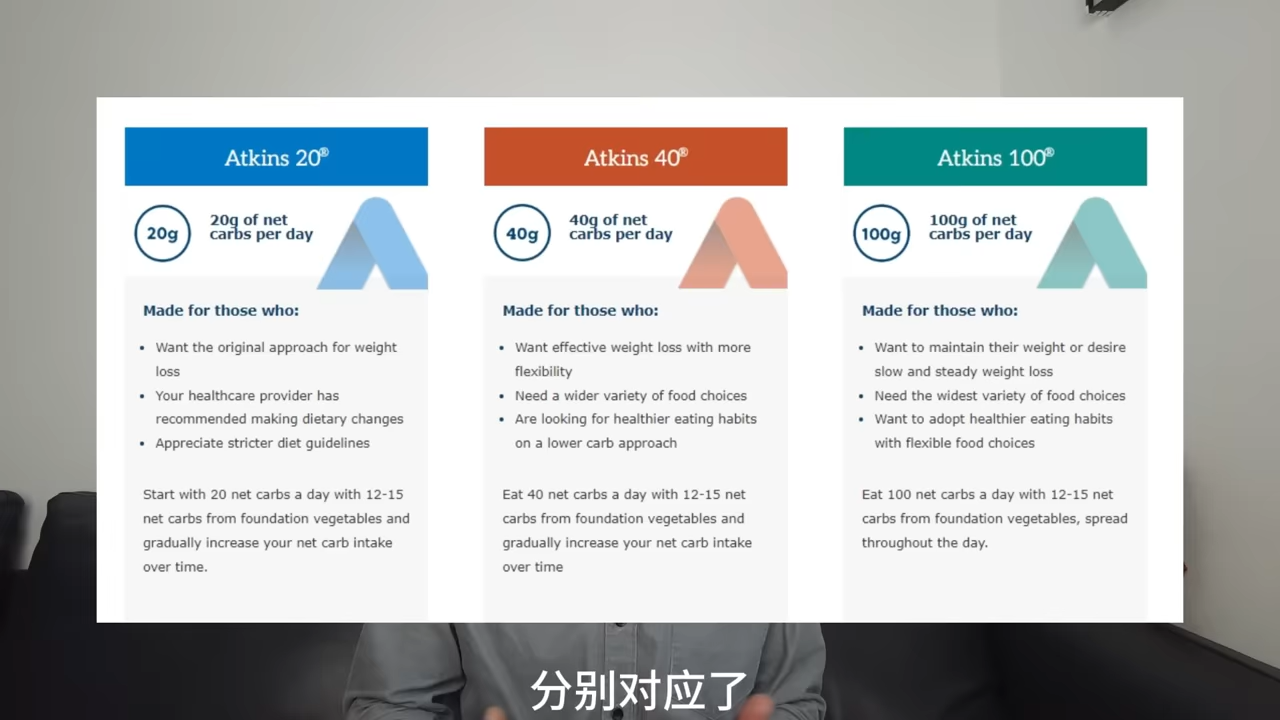 Atkins 20®
20g
20g of net
carbs per day
Made for those who:
• Want the original approach for weight
loss
• Your healthcare provider has
recommended making dietary changes
• Appreciate stricter diet guidelines
Start with 20 net carbs a day with 12-15
net carbs from foundation vegetables and
gradually increase your net carb intake
over time.
Atkins 40®
40g
40g of net
carbs per day
Made for those who:
• Want effective weight loss with more
flexibility
• Need a wider variety of food choices
• Are looking for healthier eating habits
on a lower carb approach
Eat 40 net carbs a day with 12-15 net
carbs from foundation vegetables and
gradually increase your net carb intake
over time
Atkins 100®
100g
100g of net
carbs per day
Made for those who:
• Want to maintain their weight or desire
slow and steady weight loss
• Need the widest variety of food choices
• Want to adopt healthier eating habits
with flexible food choices
Eat 100 net carbs a day with 12-15 net
carbs from foundation vegetables, spread
throughout the day.
分别对应了